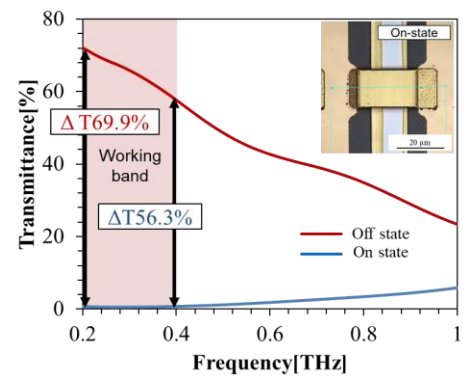 80
60
40
20
0
Transmittance[%]
ΔT69.9%
Working
band
ΔT56.3%
On-state
20 μm
Off state
On state
0.2
0.4
0.6
0.8
1
Frequency[THz]